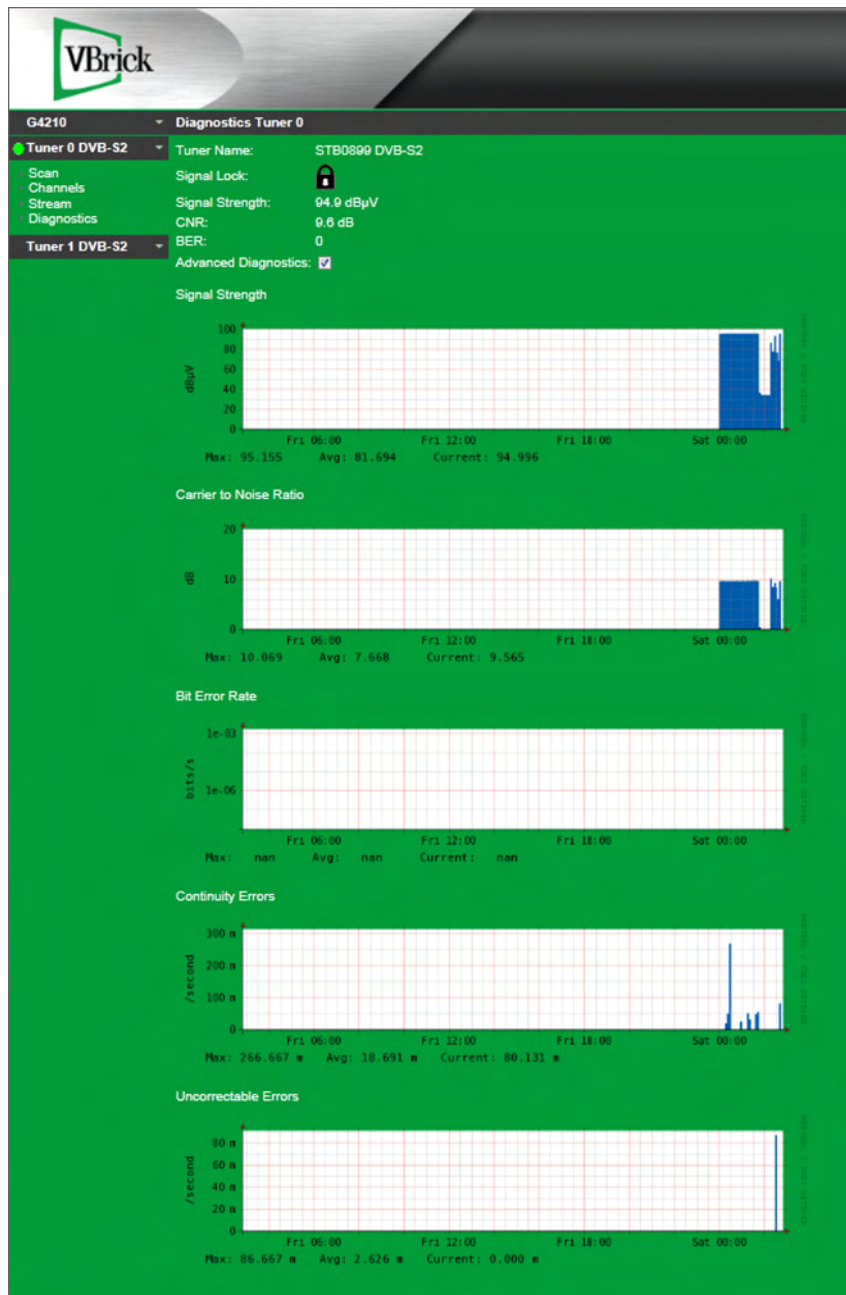 VBrick
G4210
Diagnostics Tuner 0
Tuner 0 DVB-S2
Scan
Channels
Stream
Diagnostics
Tuner 1 DVB-S2
Tuner Name: STB0899 DVB-S2
Signal Lock:
Signal Strength: 94.9 dBµV
CNR: 9.6 dB
BER: 0
Advanced Diagnostics:
Signal Strength
100
80
60
40
20
0
dBµV
Fri 06:00 Fri 12:00 Fri 18:00 Sat 00:00
Max: 95.155 Avg: 81.694 Current: 94.996
Carrier to Noise Ratio
20
10
0
dB
Fri 06:00 Fri 12:00 Fri 18:00 Sat 00:00
Max: 10.069 Avg: 7.668 Current: 9.565
Bit Error Rate
1e-03
1e-06
bits/s
Fri 06:00 Fri 12:00 Fri 18:00 Sat 00:00
Max: nan Avg: nan Current: nan
Continuity Errors
300 m
200 m
100 m
0
/second
Fri 06:00 Fri 12:00 Fri 18:00 Sat 00:00
Max: 266.667 m Avg: 18.691 m Current: 80.131 m
Uncorrectable Errors
80 m
60 m
40 m
20 m
0
/second
Fri 06:00 Fri 12:00 Fri 18:00 Sat 00:00
Max: 86.667 m Avg: 2.626 m Current: 0.000 m